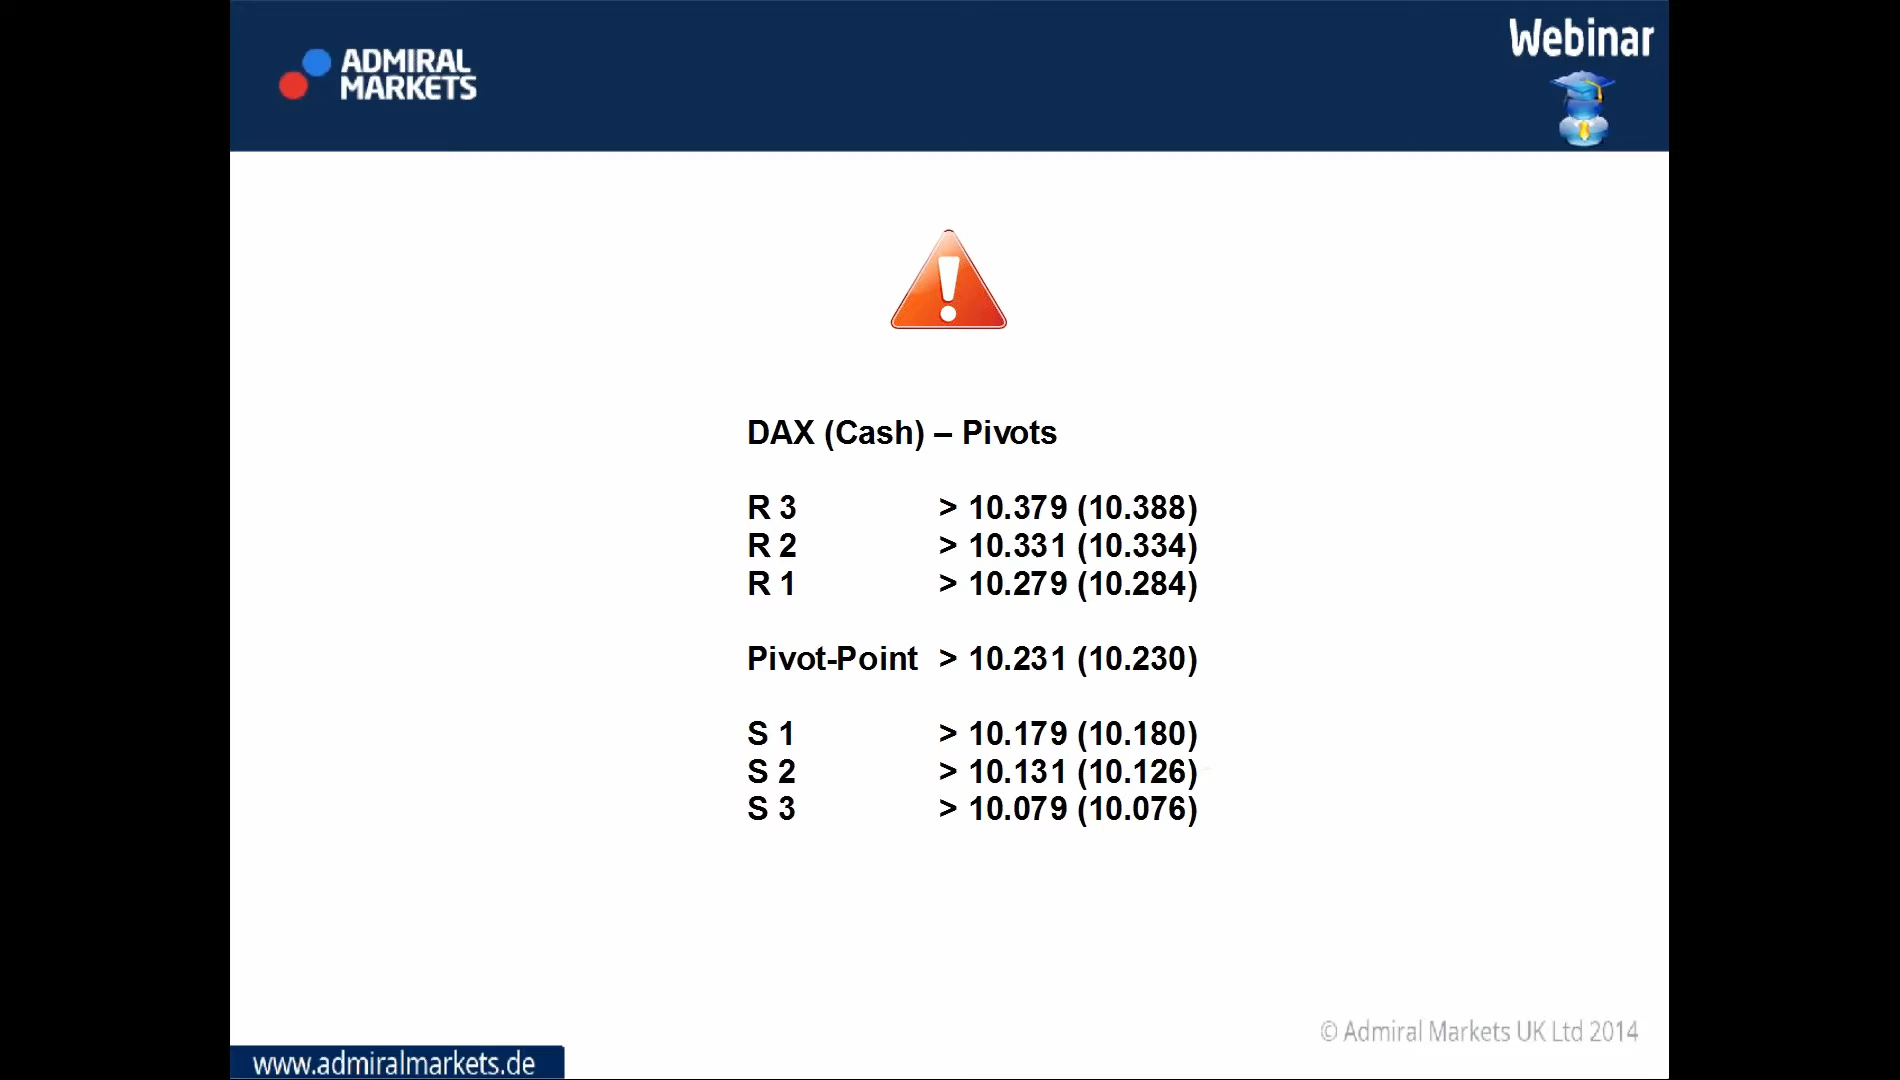 ADMIRAL
MARKETS
Webinar
DAX (Cash) – Pivots
R 3 > 10.379 (10.388)
R 2 > 10.331 (10.334)
R 1 > 10.279 (10.284)
Pivot-Point > 10.231 (10.230)
S 1 > 10.179 (10.180)
S 2 > 10.131 (10.126)
S 3 > 10.079 (10.076)
© Admiral Markets UK Ltd 2014
www.admiralmarkets.de